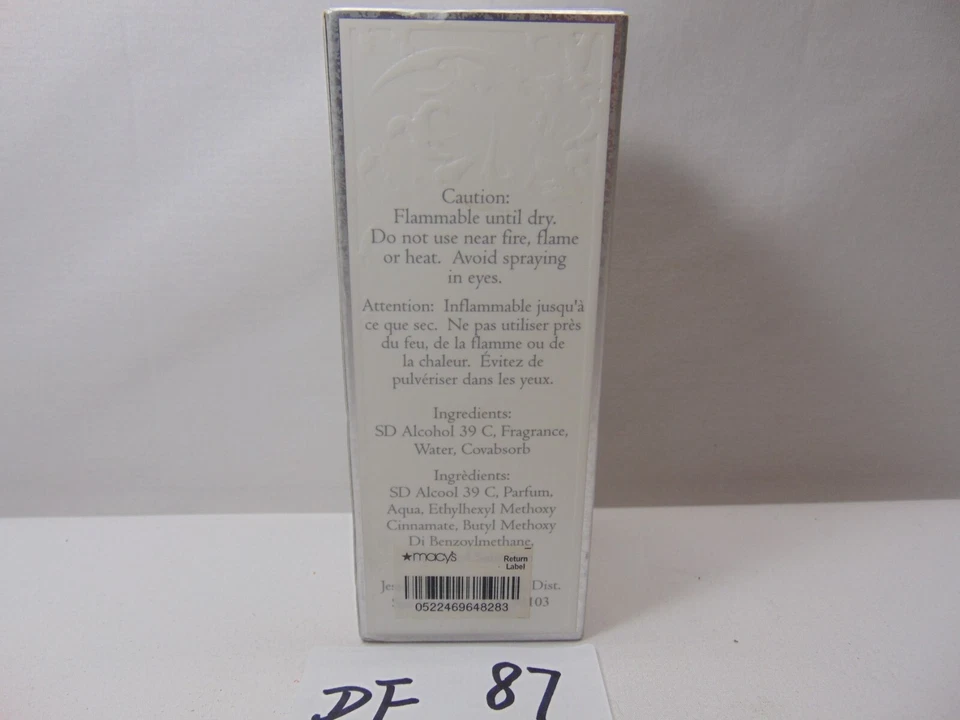 Caution:
Flammable until dry.
Do not use near fire, flame
or heat. Avoid spraying
in eyes.
Attention: Inflammable jusqu'à
ce que sec. Ne pas utiliser près
du feu, de la flamme ou de
la chaleur. Évitez de
pulvériser dans les yeux.
Ingredients:
SD Alcohol 39 C, Fragrance,
Water, Covabsorb
Ingrèdients:
SD Alcool 39 C, Parfum,
Aqua, Ethylhexyl Methoxy
Cinnamate, Butyl Methoxy
Di Benzoylmethane,
★macy's Return
Label
Dist.
103
0522469648283
DF 87